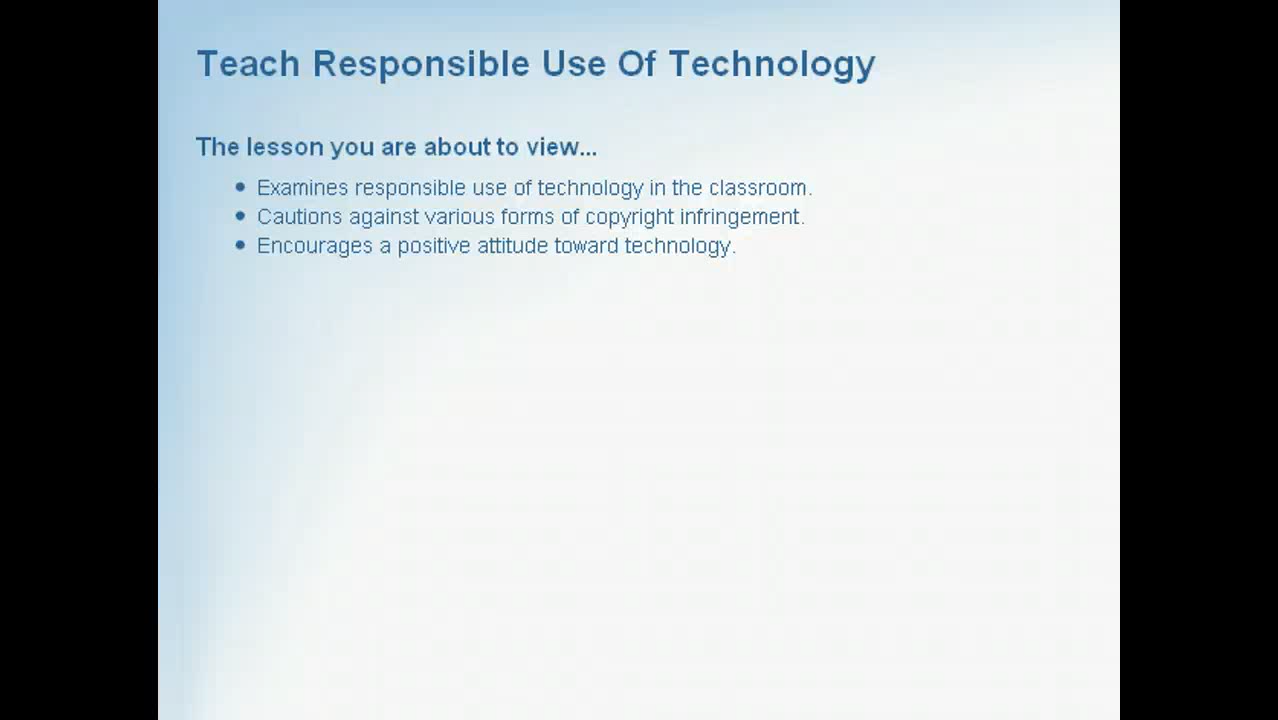 Teach Responsible Use Of Technology
The lesson you are about to view...
• Examines responsible use of technology in the classroom.
• Cautions against various forms of copyright infringement.
• Encourages a positive attitude toward technology.